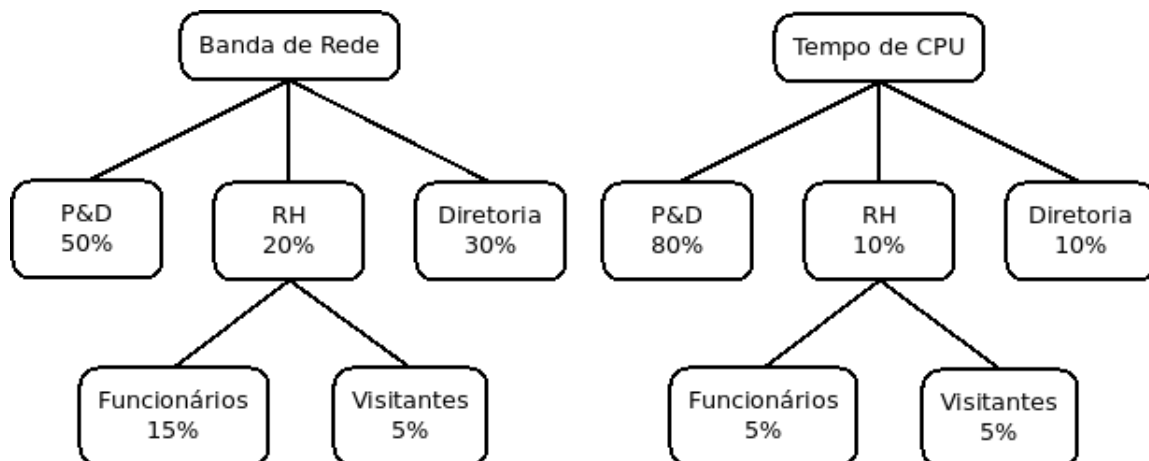 Banda de Rede
Tempo de CPU
P&D
50%
RH
20%
Diretoria
30%
P&D
80%
RH
10%
Diretoria
10%
Funcionários
15%
Visitantes
5%
Funcionários
5%
Visitantes
5%